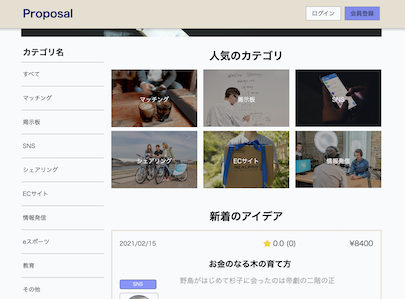 Proposal
ログイン
会員登録
カテゴリ名
すべて
マッチング
掲示板
SNS
シェアリング
ECサイト
情報発信
eスポーツ
教育
その他
人気のカテゴリ
マッチング
掲示板
SNS
シェアリング
ECサイト
情報発信
新着のアイデア
2021/02/15
0.0 (0)
¥8400
お金のなる木の育て方
SNS
野島がはじめて杉子に会ったのは帝劇の二階の正